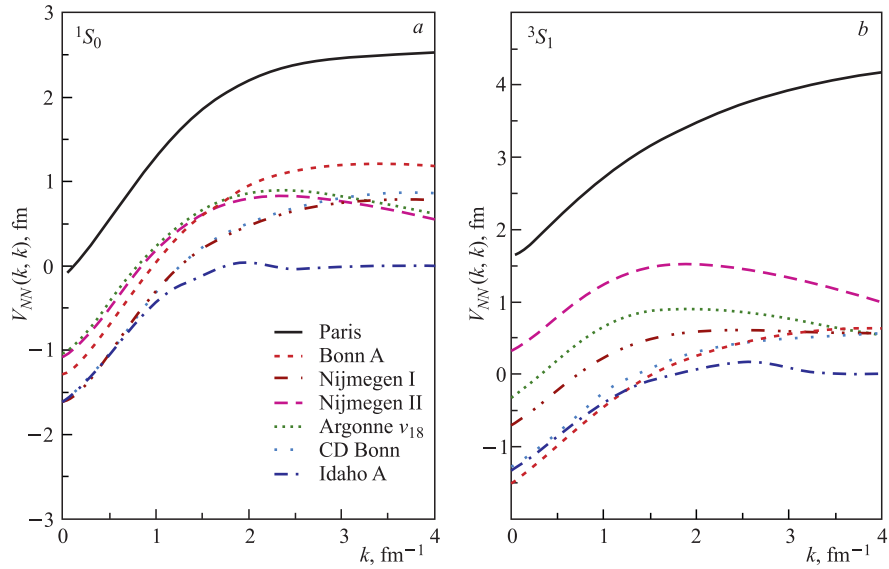 ¹S₀
a
3
2
1
0
−1
−2
−3
V_NN(k, k), fm
Paris
Bonn A
Nijmegen I
Nijmegen II
Argonne v₁₈
CD Bonn
Idaho A
0 1 2 3 4
k, fm⁻¹
³S₁
b
4
3
2
1
0
−1
V_NN(k, k), fm
0 1 2 3 4
k, fm⁻¹